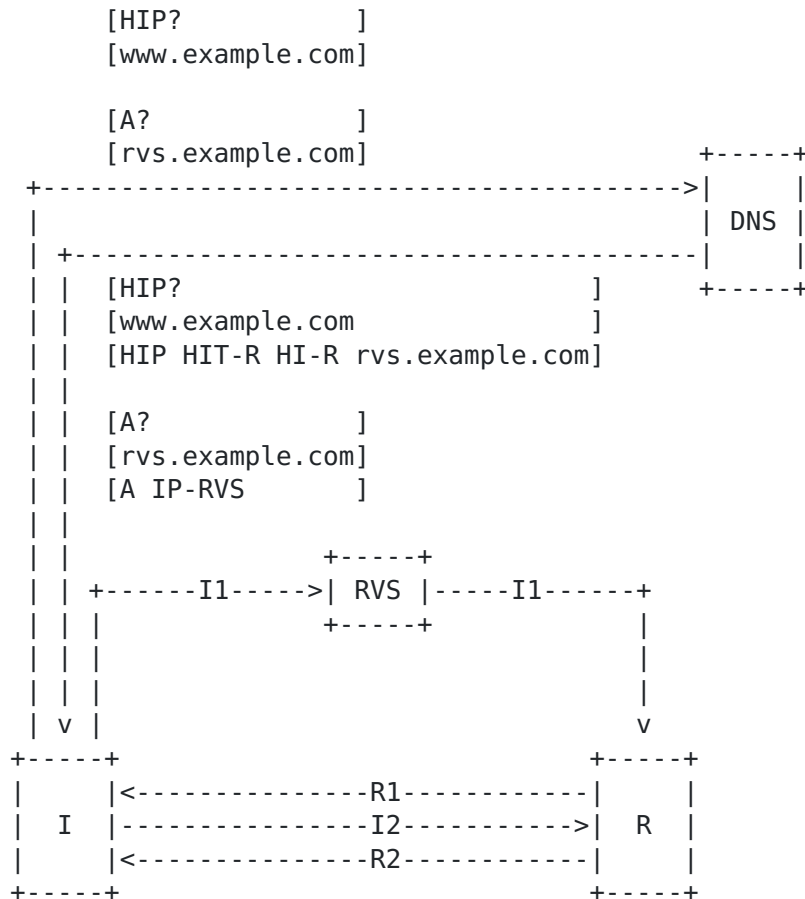 [HIP? ]
[www.example.com]
[A? ]
[rvs.example.com]
DNS
[HIP? ]
[www.example.com ]
[HIP HIT-R HI-R rvs.example.com]
[A? ]
[rvs.example.com]
[A IP-RVS ]
I1 RVS I1
R1
I I2 R
R2